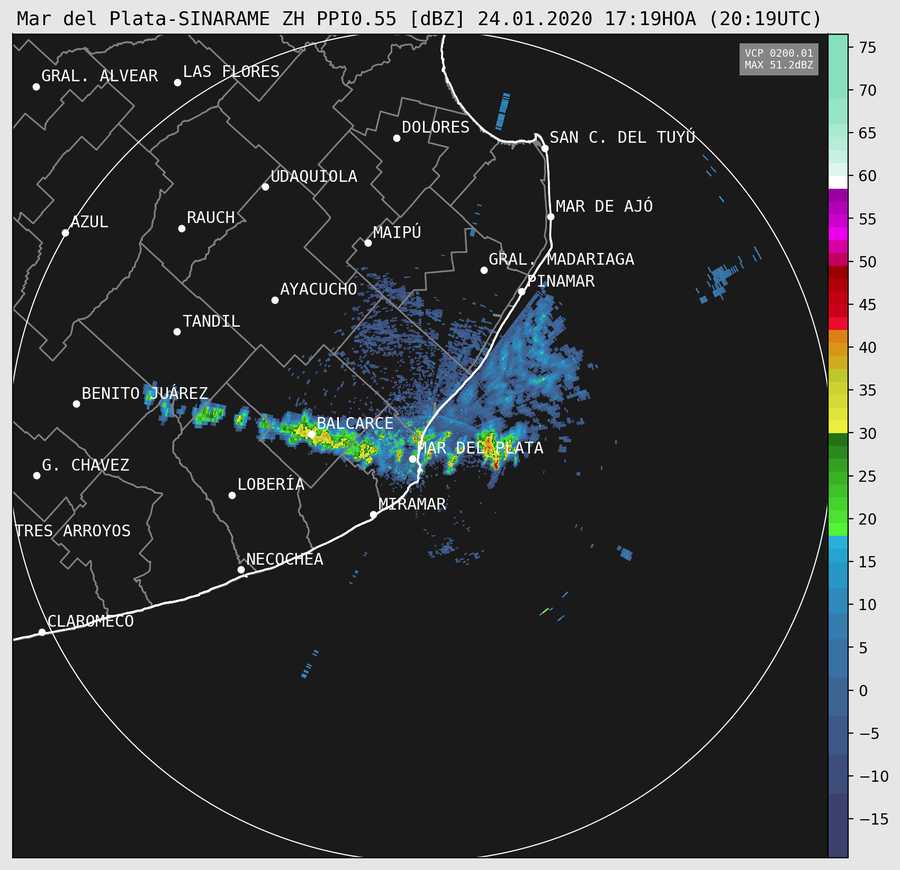 Mar del Plata-SINARAME ZH PPI0.55 [dBZ] 24.01.2020 17:19HOA (20:19UTC)
VCP 0200.01
MAX 51.2dBZ
GRAL. ALVEAR
LAS FLORES
DOLORES
SAN C. DEL TUYÚ
UDAQUIOLA
AZUL
RAUCH
MAR DE AJÓ
MAIPÚ
GRAL. MADARIAGA
PINAMAR
AYACUCHO
TANDIL
BENITO JUÁREZ
BALCARCE
MAR DEL PLATA
G. CHAVEZ
LOBERÍA
MIRAMAR
TRES ARROYOS
NECOCHEA
CLAROMECO
75
70
65
60
55
50
45
40
35
30
25
20
15
10
5
0
−5
−10
−15